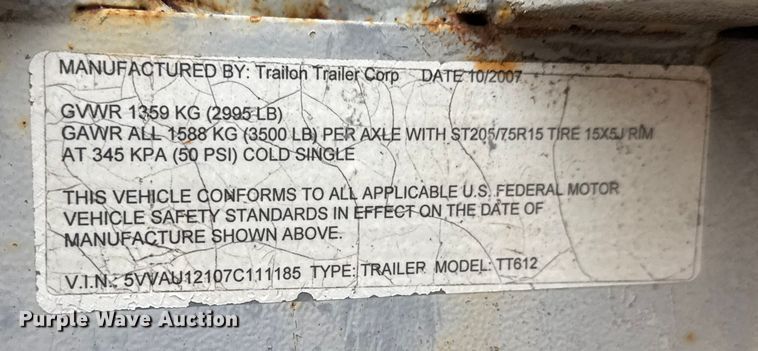 MANUFACTURED BY: Trailon Trailer Corp DATE 10/2007
GVWR 1359 KG (2995 LB)
GAWR ALL 1588 KG (3500 LB) PER AXLE WITH ST205/75R15 TIRE 15X5J RIM
AT 345 KPA (50 PSI) COLD SINGLE
THIS VEHICLE CONFORMS TO ALL APPLICABLE U.S. FEDERAL MOTOR
VEHICLE SAFETY STANDARDS IN EFFECT ON THE DATE OF
MANUFACTURE SHOWN ABOVE.
V.I.N.: 5VVAU12107C111185 TYPE: TRAILER MODEL: TT612
Purple Wave Auction